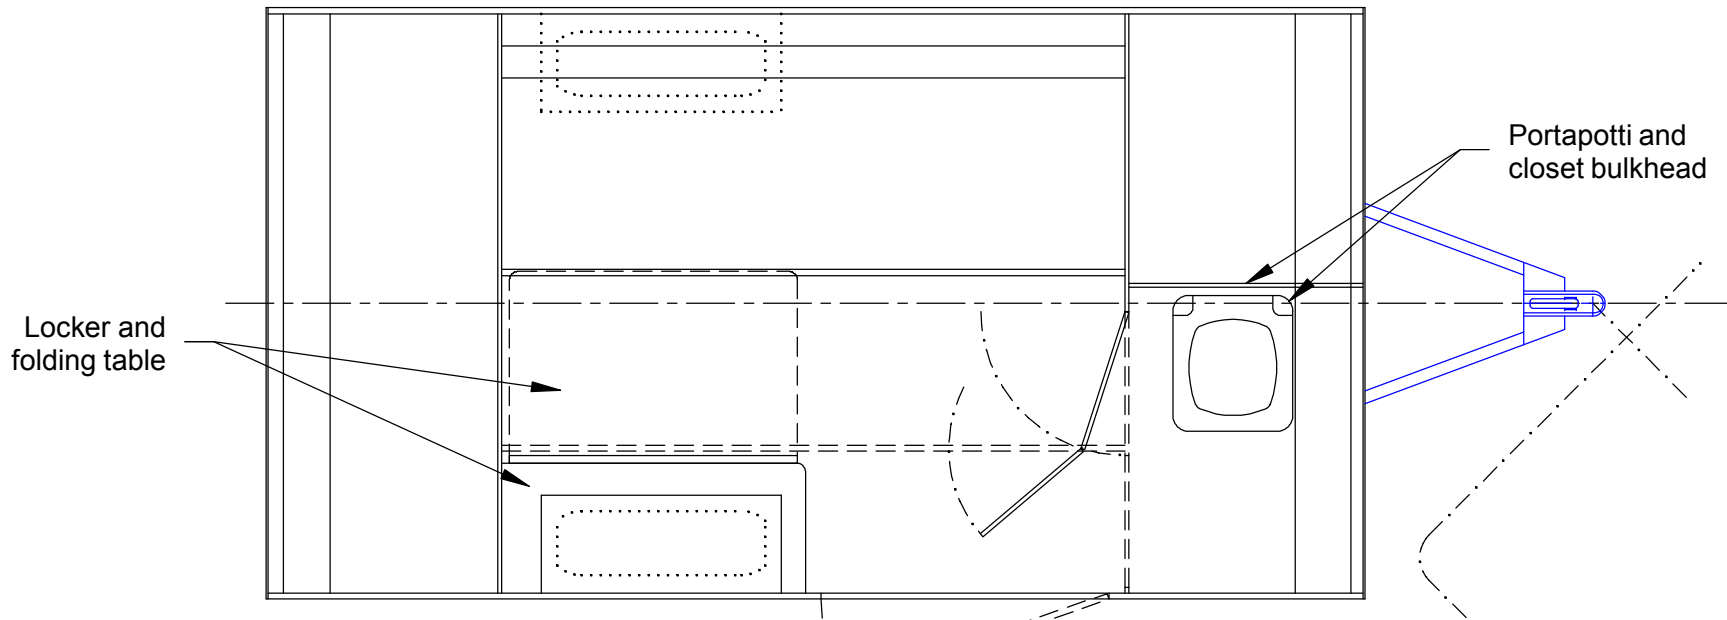 Portapotti and
closet bulkhead
Locker and
folding table